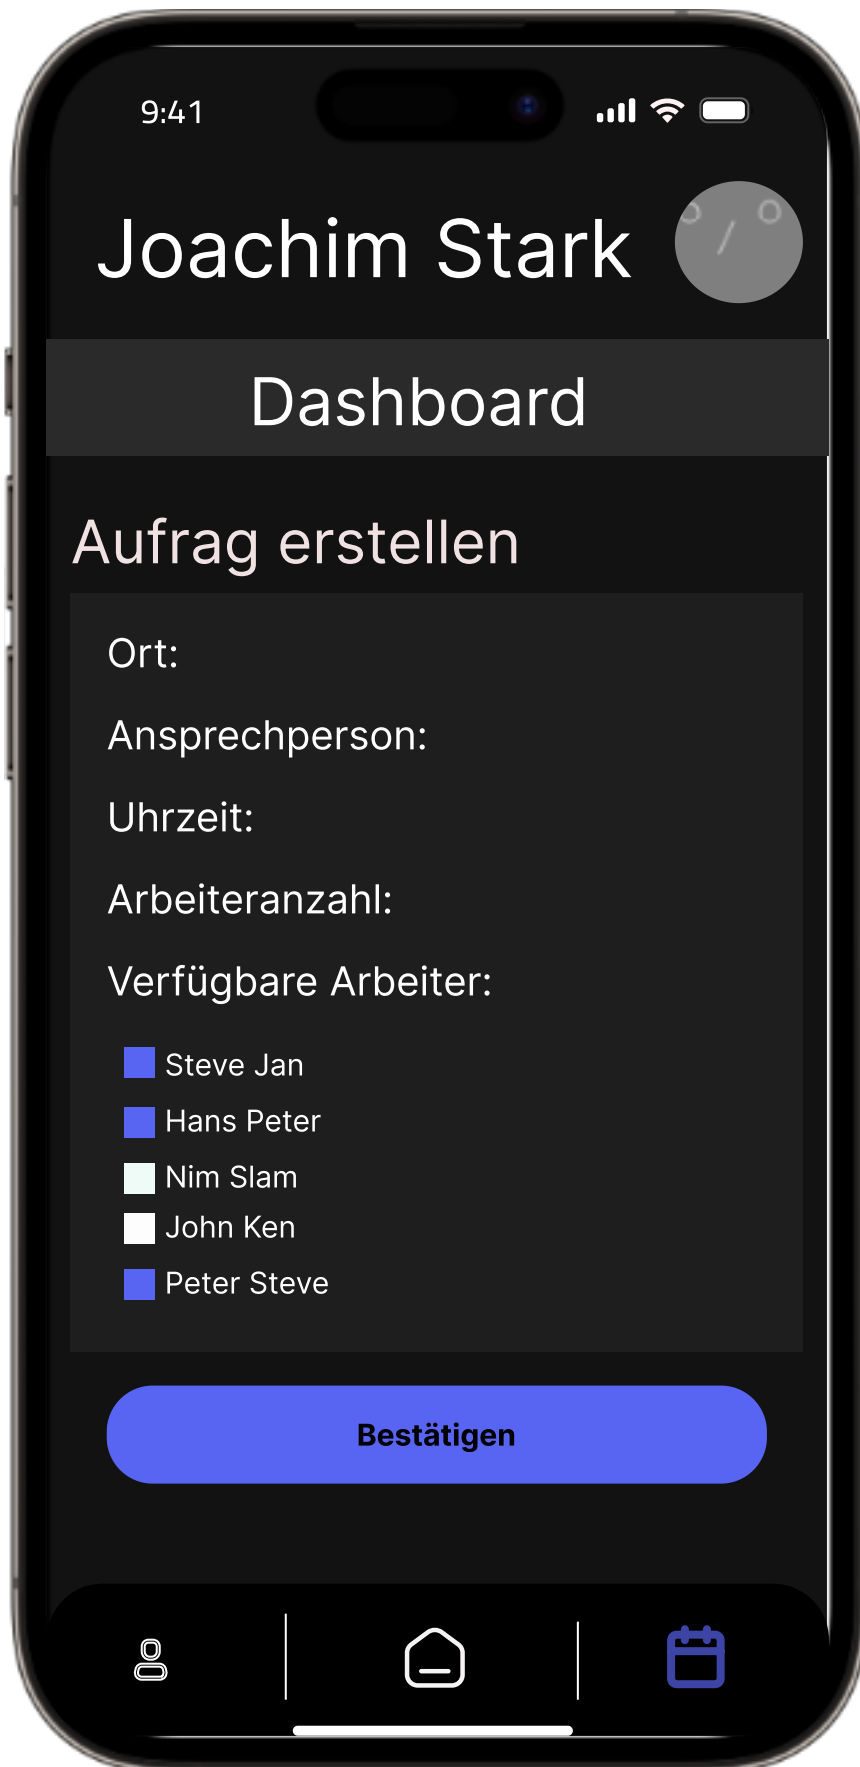 9:41
Joachim Stark
Dashboard
Aufrag erstellen
Ort:
Ansprechperson:
Uhrzeit:
Arbeiteranzahl:
Verfügbare Arbeiter:
Steve Jan
Hans Peter
Nim Slam
John Ken
Peter Steve
Bestätigen